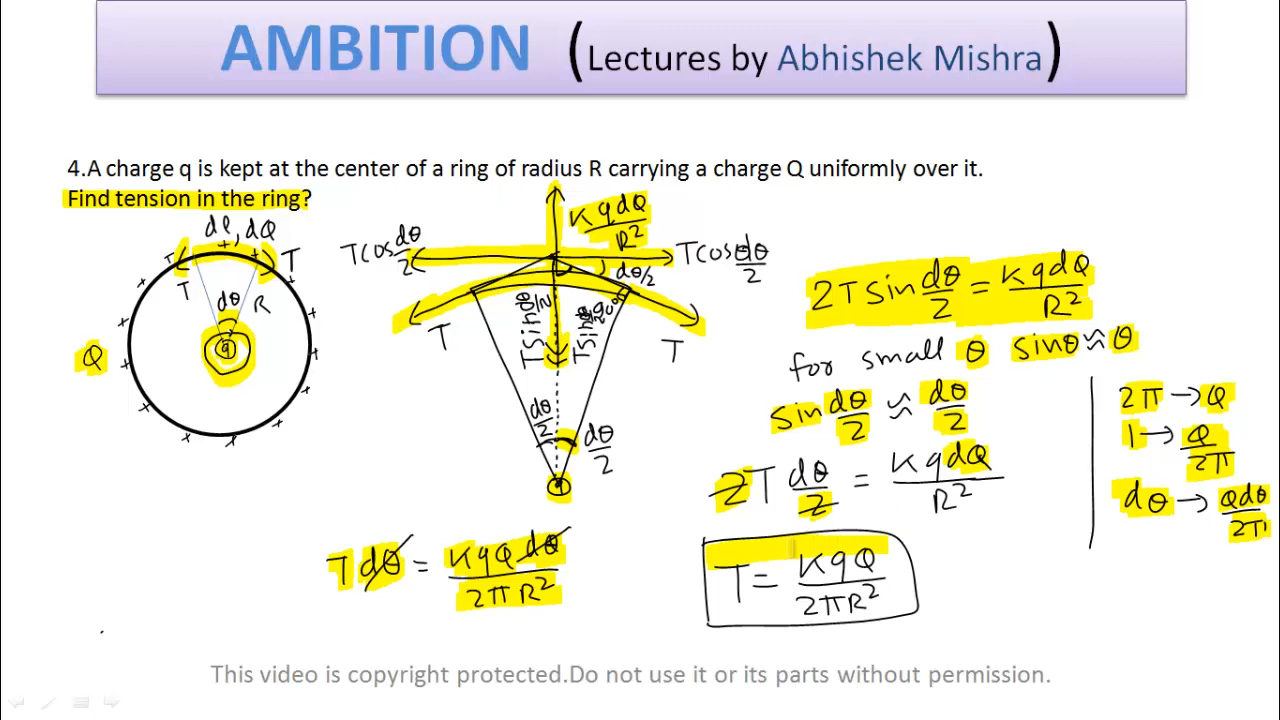 AMBITION (Lectures by Abhishek Mishra)
4.A charge q is kept at the center of a ring of radius R carrying a charge Q uniformly over it.
Find tension in the ring?
dl, dQ
T
T
T
dθ
R
q
Q
KqdQ/R²
Tcos dθ/2
Tcos dθ/2
dθ/2
T sin dθ/2
T sin dθ/2
90°
T
T
dθ/2
dθ/2
q
2T sin dθ/2 = KqdQ/R²
for small θ sinθ ≈ θ
sin dθ/2 ≈ dθ/2
2T dθ/2 = KqdQ/R²
2π → Q
1 → Q/2π
dθ → Qdθ/2π
T dθ = KqQ dθ/2πR²
T = KqQ/2πR²
This video is copyright protected.Do not use it or its parts without permission.